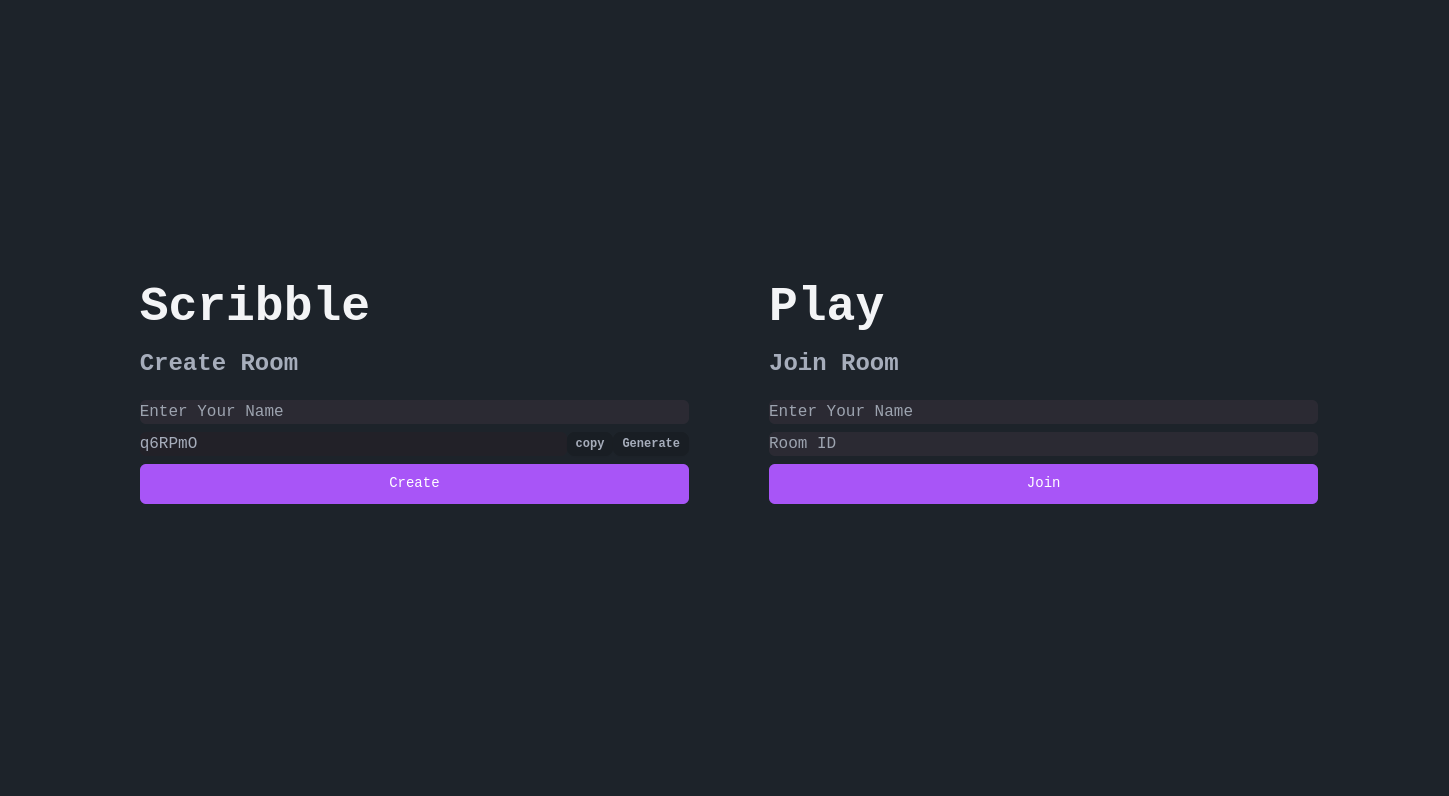 Scribble
Create Room
Enter Your Name
q6RPmO
copy
Generate
Create
Play
Join Room
Enter Your Name
Room ID
Join